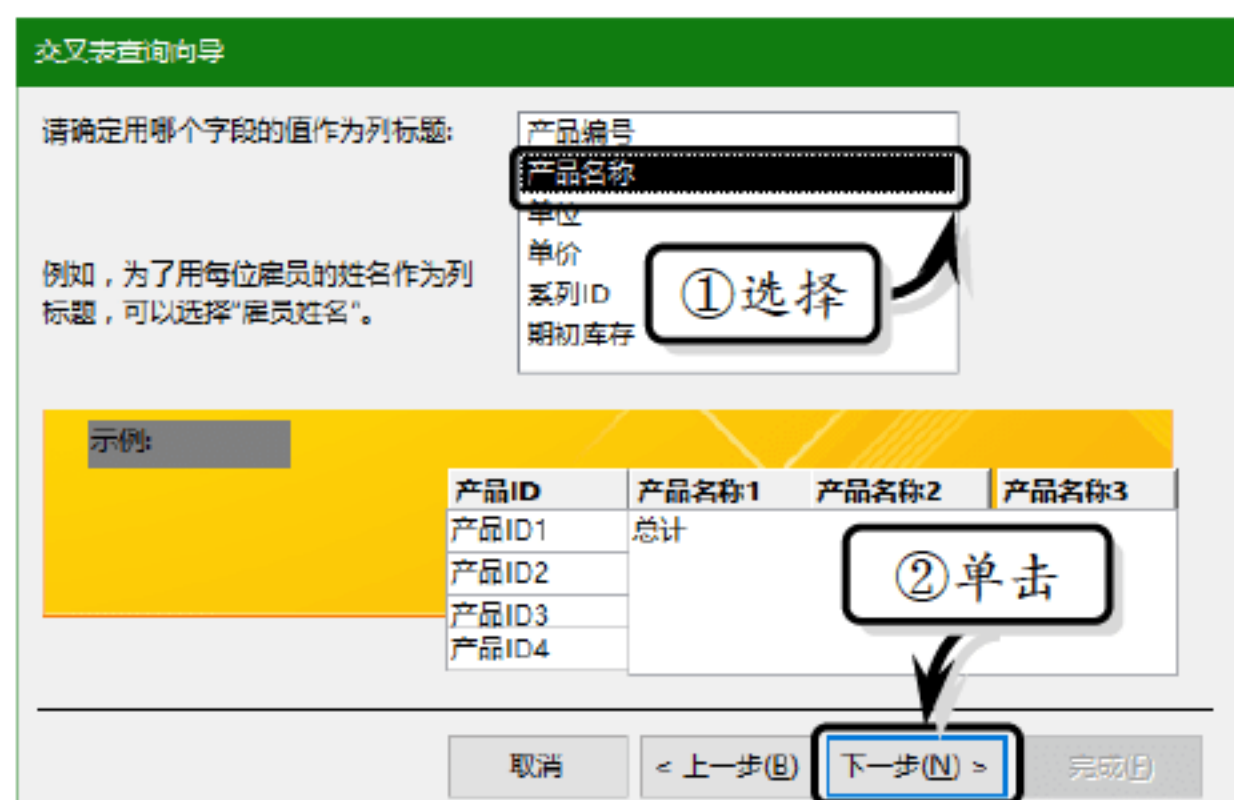 交叉表查询向导
请确定用哪个字段的值作为列标题:
产品编号
产品名称
单位
单价
系列ID
期初库存
例如，为了用每位雇员的姓名作为列
标题，可以选择"雇员姓名"。
①选择
示例:
产品ID 产品名称1 产品名称2 产品名称3
产品ID1 总计
产品ID2
产品ID3
产品ID4
②单击
取消 < 上一步(B) 下一步(N) > 完成(F)